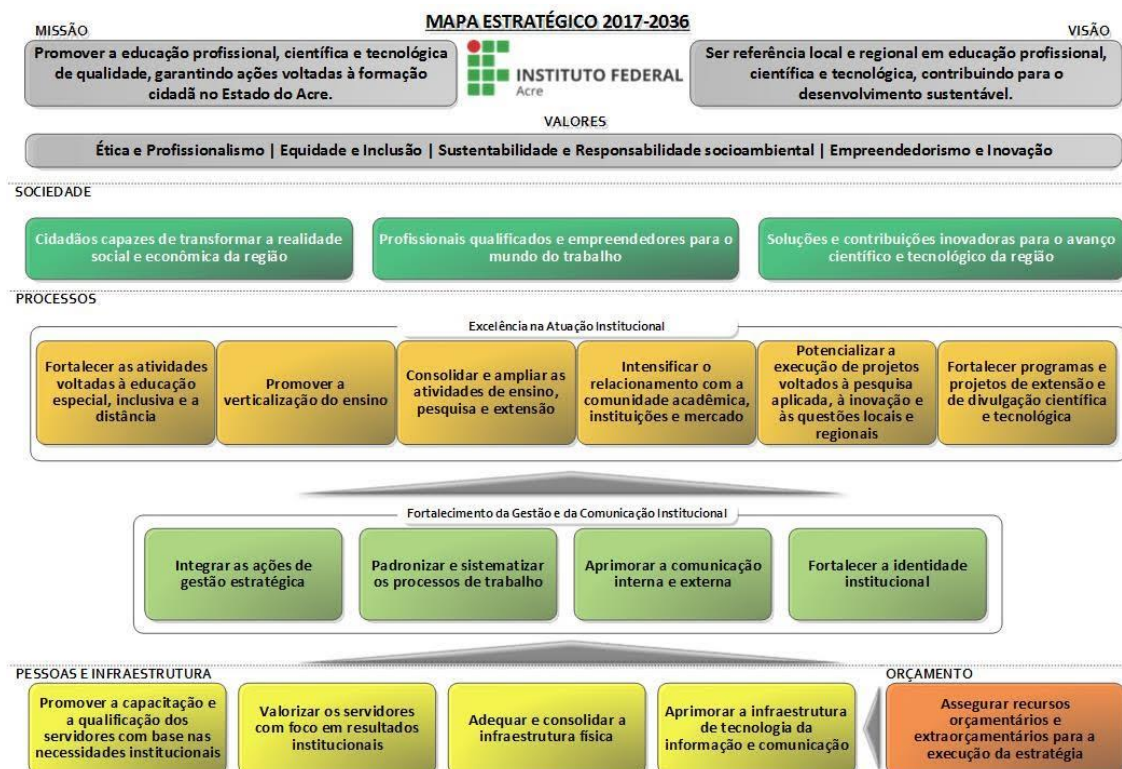 MAPA ESTRATÉGICO 2017-2036
MISSÃO
Promover a educação profissional, científica e tecnológica
de qualidade, garantindo ações voltadas à formação
cidadã no Estado do Acre.
INSTITUTO FEDERAL
Acre
VISÃO
Ser referência local e regional em educação profissional,
científica e tecnológica, contribuindo para o
desenvolvimento sustentável.
VALORES
Ética e Profissionalismo | Equidade e Inclusão | Sustentabilidade e Responsabilidade socioambiental | Empreendedorismo e Inovação
SOCIEDADE
Cidadãos capazes de transformar a realidade
social e econômica da região
Profissionais qualificados e empreendedores para o
mundo do trabalho
Soluções e contribuições inovadoras para o avanço
científico e tecnológico da região
PROCESSOS
Excelência na Atuação Institucional
Fortalecer as atividades
voltadas à educação
especial, inclusiva e a
distância
Promover a
verticalização do ensino
Consolidar e ampliar as
atividades de ensino,
pesquisa e extensão
Intensificar o
relacionamento com a
comunidade acadêmica,
instituições e mercado
Potencializar a
execução de projetos
voltados à pesquisa
aplicada, à inovação e
às questões locais e
regionais
Fortalecer programas e
projetos de extensão e
de divulgação científica
e tecnológica
Fortalecimento da Gestão e da Comunicação Institucional
Integrar as ações de
gestão estratégica
Padronizar e sistematizar
os processos de trabalho
Aprimorar a comunicação
interna e externa
Fortalecer a identidade
institucional
PESSOAS E INFRAESTRUTURA
Promover a capacitação e
a qualificação dos
servidores com base nas
necessidades institucionais
Valorizar os servidores
com foco em resultados
institucionais
Adequar e consolidar a
infraestrutura física
Aprimorar a infraestrutura
de tecnologia da
informação e comunicação
ORÇAMENTO
Assegurar recursos
orçamentários e
extraorçamentários para a
execução da estratégia